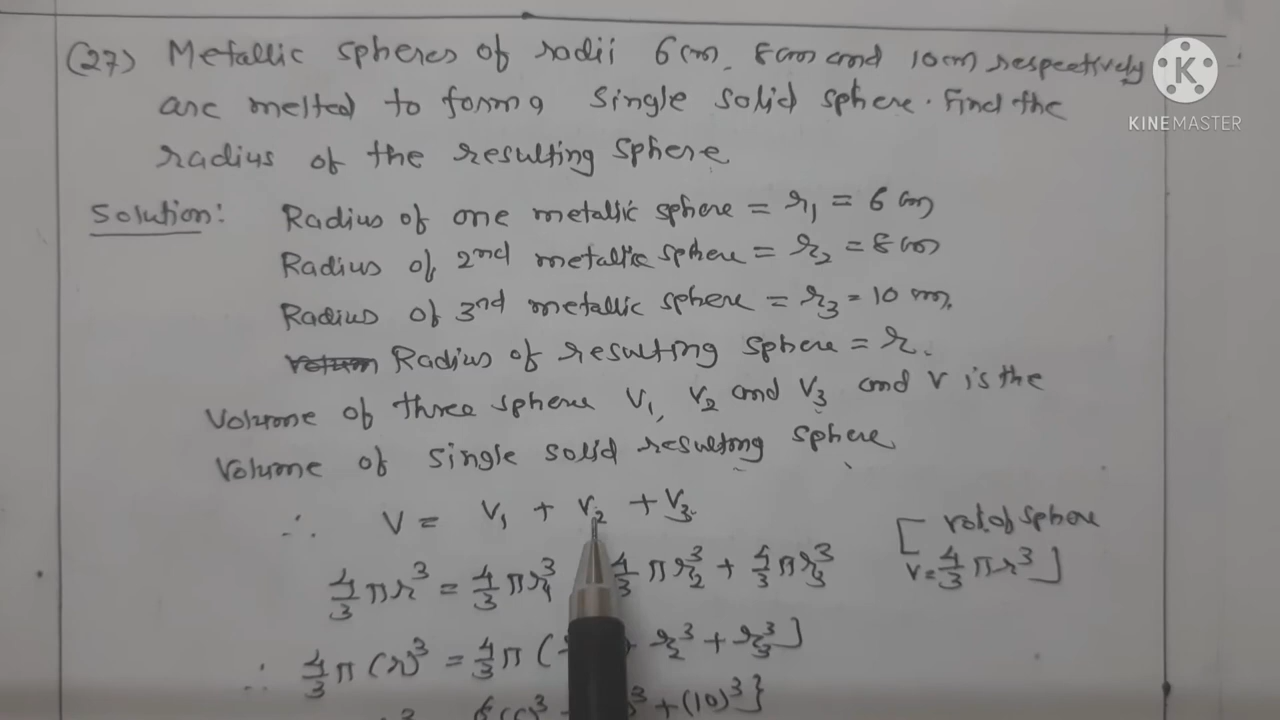 (27) Metallic spheres of radii 6cm, 8cm and 10cm respectively
are melted to form a single solid sphere. Find the
radius of the resulting sphere
Solution: Radius of one metallic sphere = r₁ = 6 cm
Radius of 2nd metallic sphere = r₂ = 8 cm
Radius of 3nd metallic sphere = r₃ = 10 cm.
Radius of resulting sphere = r.
Volume of three sphere V₁, V₂ and V₃ and V is the
Volume of single solid resulting sphere
∴ V = V₁ + V₂ + V₃.
[vol. of sphere
V = 4/3 πr³]
4/3 πr³ = 4/3 πr₁³ 4/3 πr₂³ + 4/3 πr₃³
∴ 4/3 π(r)³ = 4/3 π ( r₂³ + r₃³]
³ + (10)³}
K
KINEMASTER